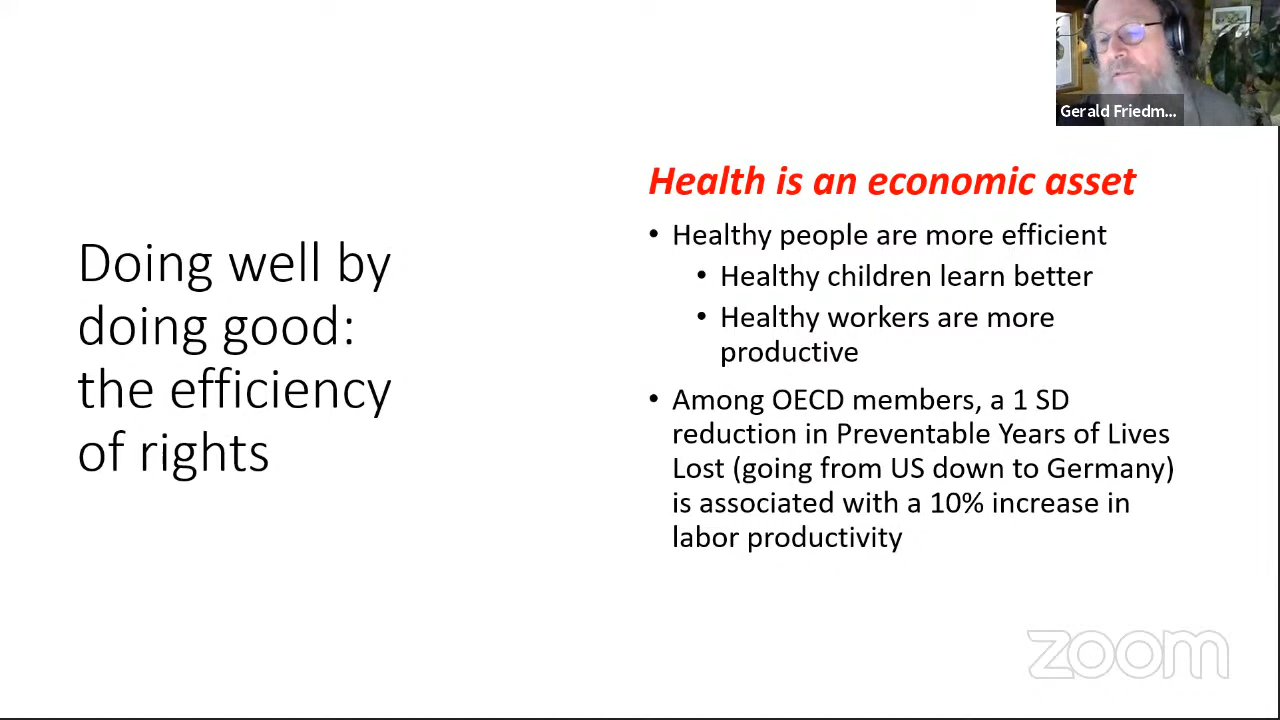 Gerald Friedm...
Health is an economic asset
• Healthy people are more efficient
• Healthy children learn better
• Healthy workers are more
productive
• Among OECD members, a 1 SD
reduction in Preventable Years of Lives
Lost (going from US down to Germany)
is associated with a 10% increase in
labor productivity
Doing well by
doing good:
the efficiency
of rights
zoom